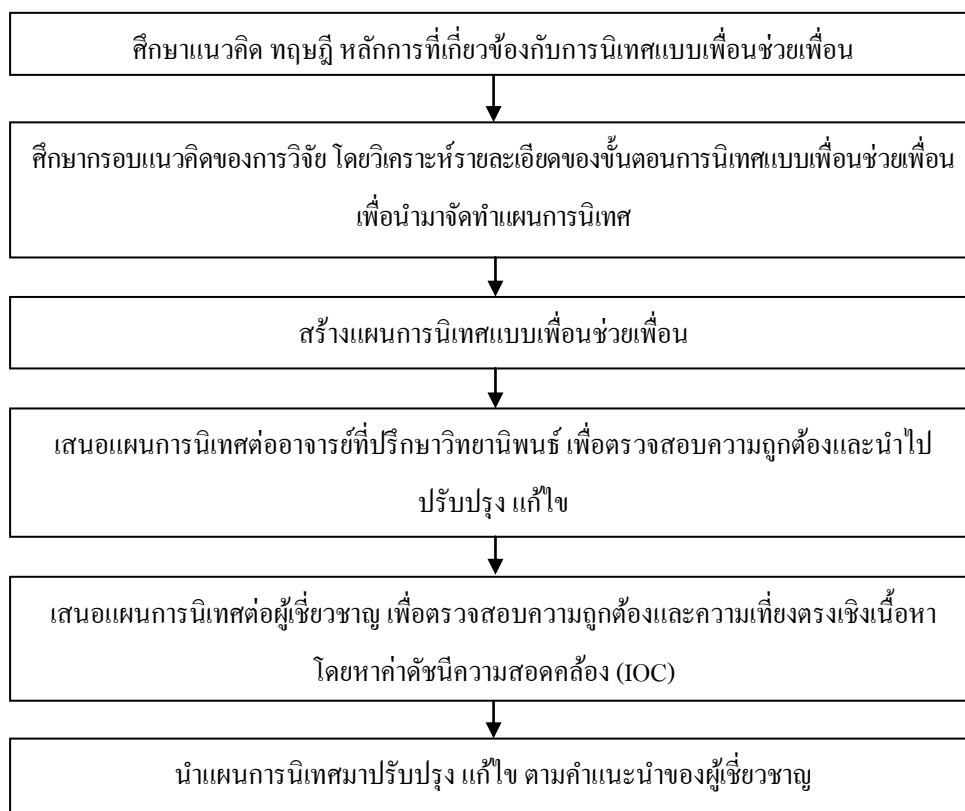 ศึกษาแนวคิด ทฤษฎี หลักการที่เกี่ยวข้องกับการนิเทศแบบเพื่อนช่วยเพื่อน
ศึกษากรอบแนวคิดของการวิจัย โดยวิเคราะห์รายละเอียดของขั้นตอนการนิเทศแบบเพื่อนช่วยเพื่อน
เพื่อนำมาจัดทำแผนการนิเทศ
สร้างแผนการนิเทศแบบเพื่อนช่วยเพื่อน
เสนอแผนการนิเทศต่ออาจารย์ที่ปรึกษาวิทยานิพนธ์ เพื่อตรวจสอบความถูกต้องและนำไป
ปรับปรุง แก้ไข
เสนอแผนการนิเทศต่อผู้เชี่ยวชาญ เพื่อตรวจสอบความถูกต้องและความเที่ยงตรงเชิงเนื้อหา
โดยหาค่าดัชนีความสอดคล้อง (IOC)
นำแผนการนิเทศมาปรับปรุง แก้ไข ตามคำแนะนำของผู้เชี่ยวชาญ